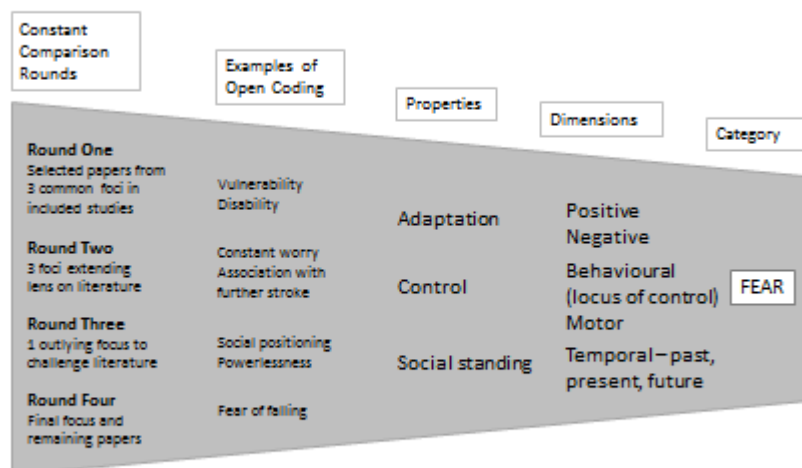 Constant
Comparison
Rounds
Examples of
Open Coding
Properties
Dimensions
Category
Round One
Selected papers from
3 common foci in
included studies
Vulnerability
Disability
Adaptation
Positive
Negative
Round Two
3 foci extending
lens on literature
Constant worry
Association with
further stroke
Control
Behavioural
(locus of control)
Motor
FEAR
Round Three
1 outlying focus to
challenge literature
Social positioning
Powerlessness
Social standing
Temporal – past,
present, future
Round Four
Final focus and
remaining papers
Fear of falling